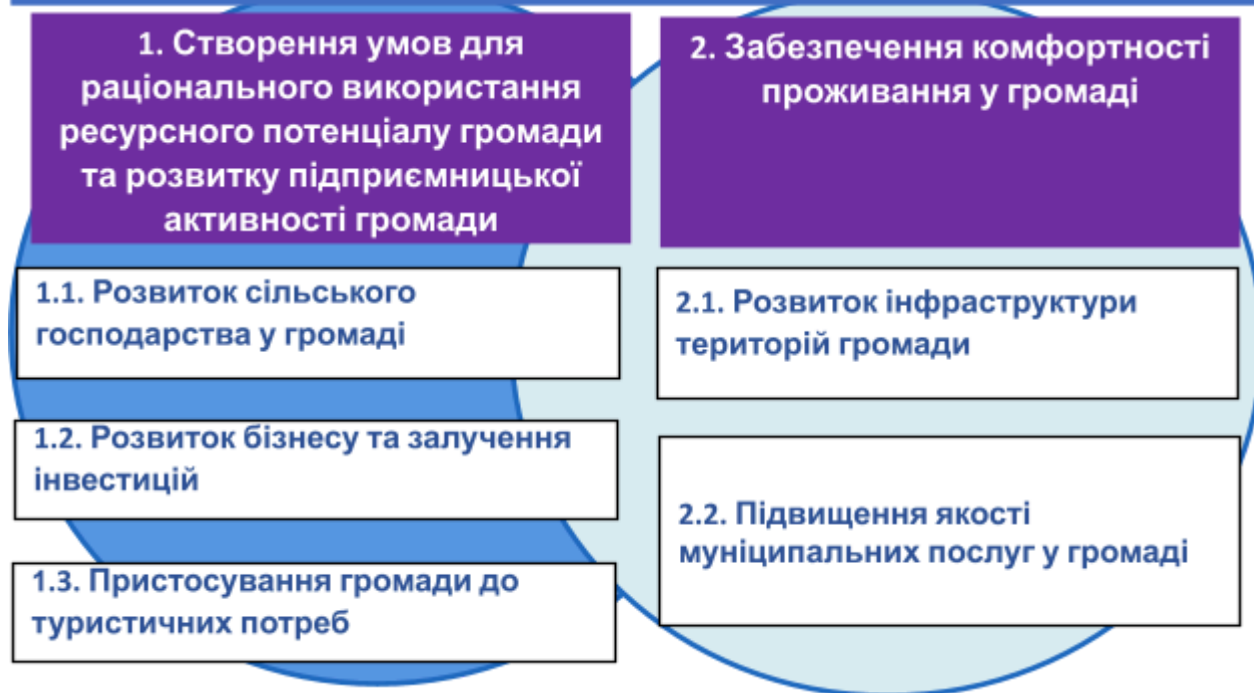 1. Створення умов для
раціонального використання
ресурсного потенціалу громади
та розвитку підприємницької
активності громади
1.1. Розвиток сільського
господарства у громаді
1.2. Розвиток бізнесу та залучення
інвестицій
1.3. Пристосування громади до
туристичних потреб
2. Забезпечення комфортності
проживання у громаді
2.1. Розвиток інфраструктури
територій громади
2.2. Підвищення якості
муніципальних послуг у громаді